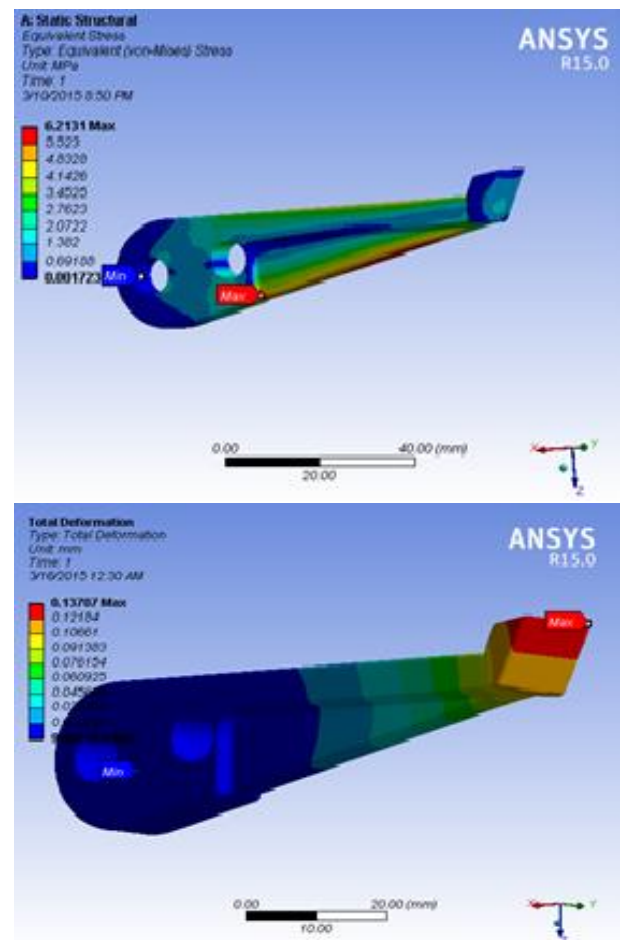 A: Static Structural
Equivalent Stress
Type: Equivalent (von-Mises) Stress
Unit: MPa
Time: 1
3/10/2015 8:50 PM
ANSYS
R15.0
6.2131 Max
5.523
4.8328
4.1426
3.4525
2.7623
2.0722
1.382
0.69188
0.001723
Min
Max
0.00
40.00 (mm)
20.00
X
Y
Z
Total Deformation
Type: Total Deformation
Unit: mm
Time: 1
3/16/2015 12:30 AM
ANSYS
R15.0
0.13707 Max
0.12184
0.10661
0.091383
0.076154
0.060925
Max
Min
0.00
20.00 (mm)
10.00
X
Y